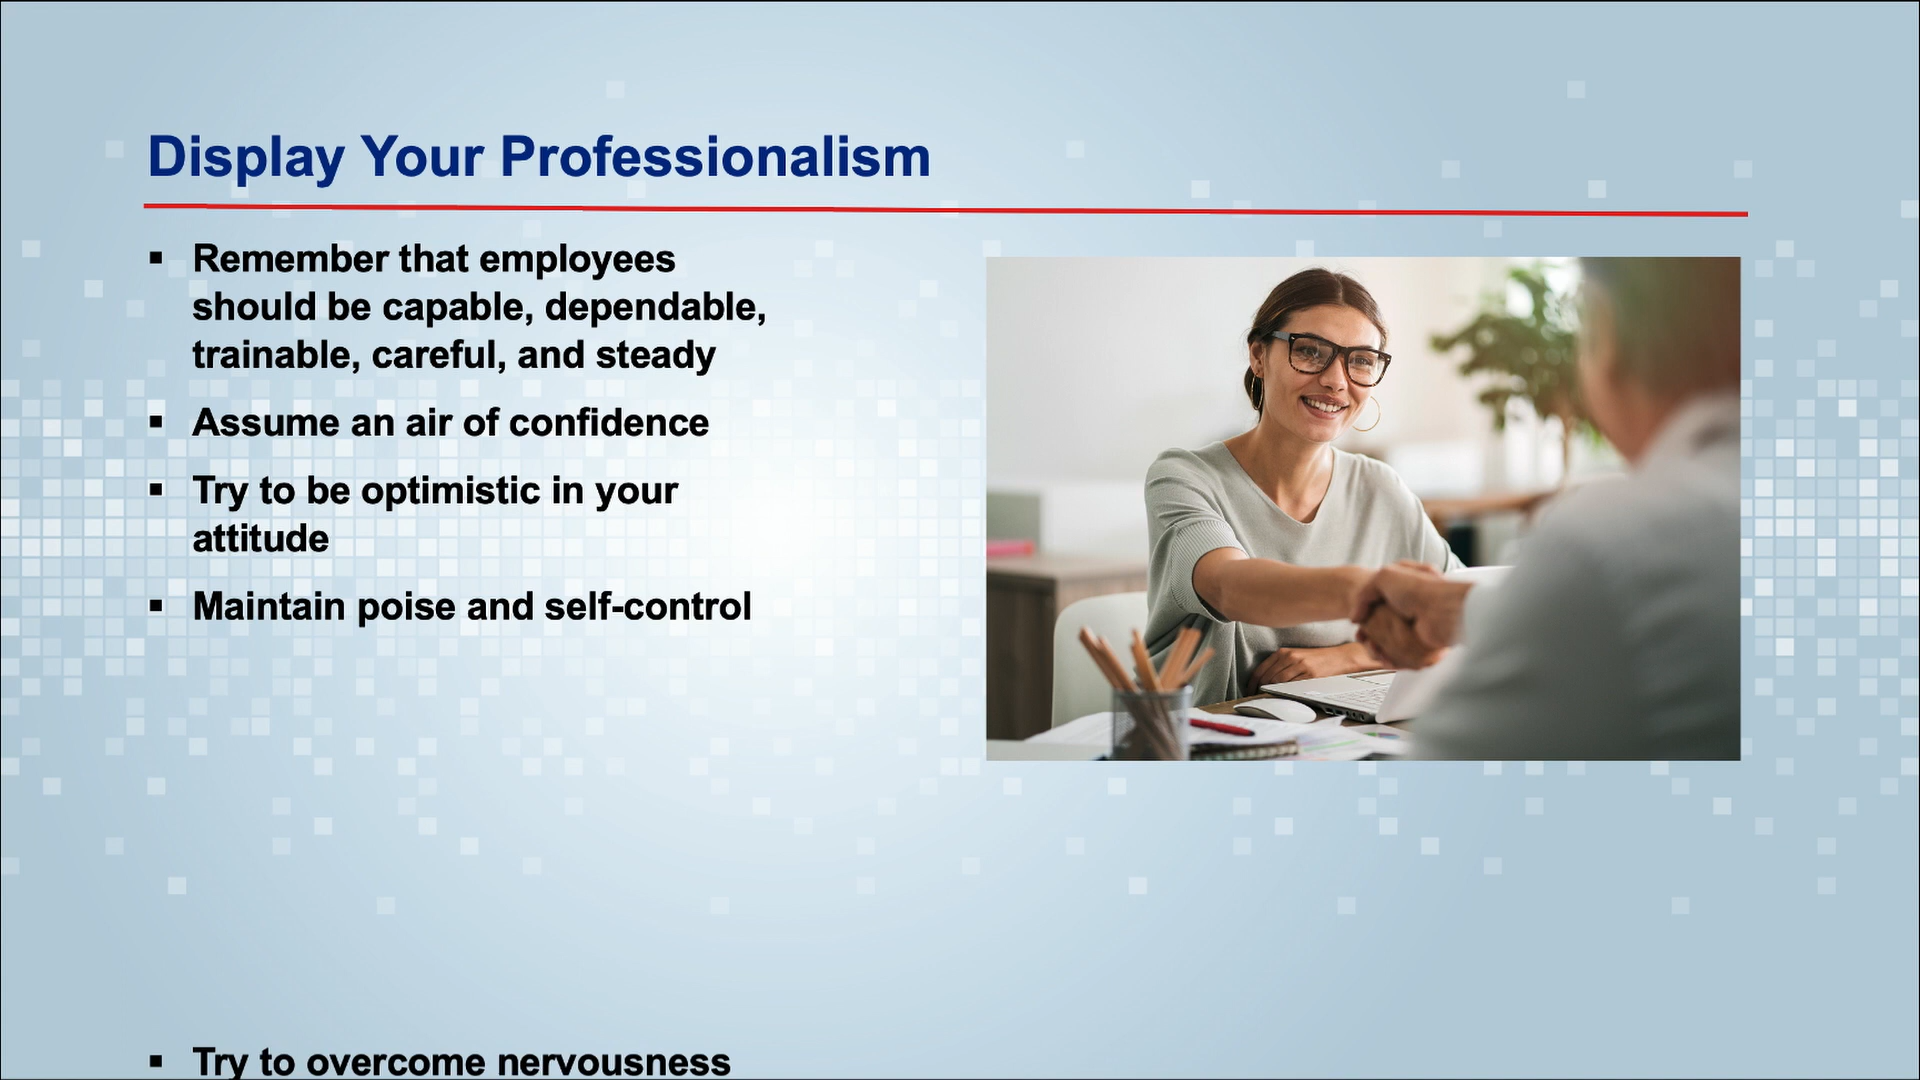 Display Your Professionalism
▪ Remember that employees
should be capable, dependable,
trainable, careful, and steady
▪ Assume an air of confidence
▪ Try to be optimistic in your
attitude
▪ Maintain poise and self-control
▪ Try to overcome nervousness